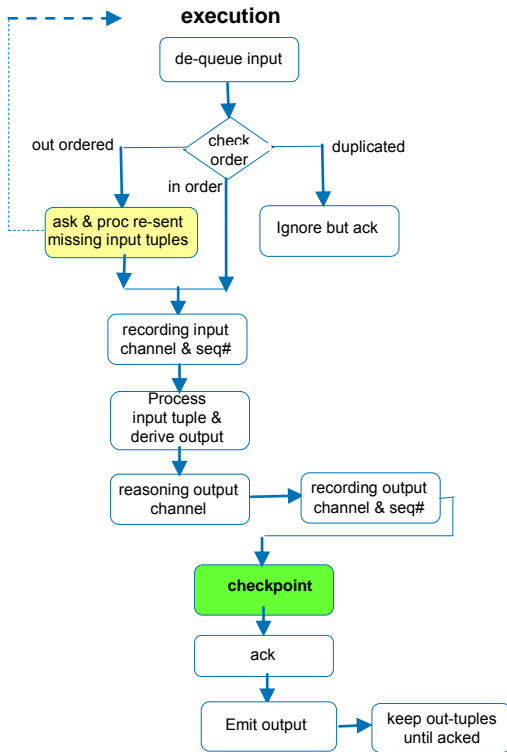 execution
de-queue input
check
order
out ordered
duplicated
in order
ask & proc re-sent
missing input tuples
Ignore but ack
recording input
channel & seq#
Process
input tuple &
derive output
reasoning output
channel
recording output
channel & seq#
checkpoint
ack
Emit output
keep out-tuples
until acked